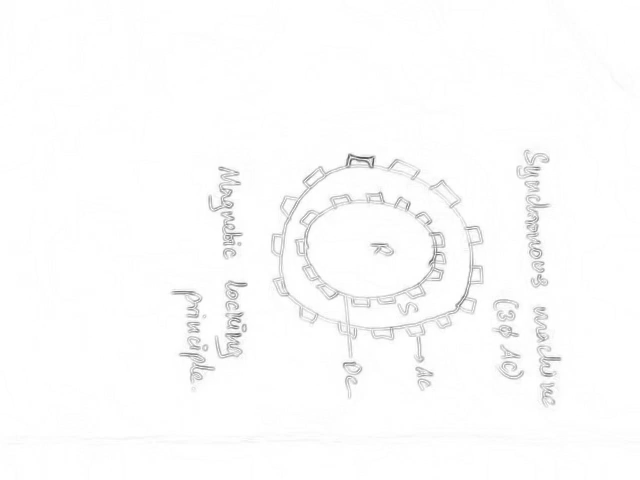 Synchronous machine
(3ϕ AC)
R
S
AC
DC
Magnetic locking
principle.